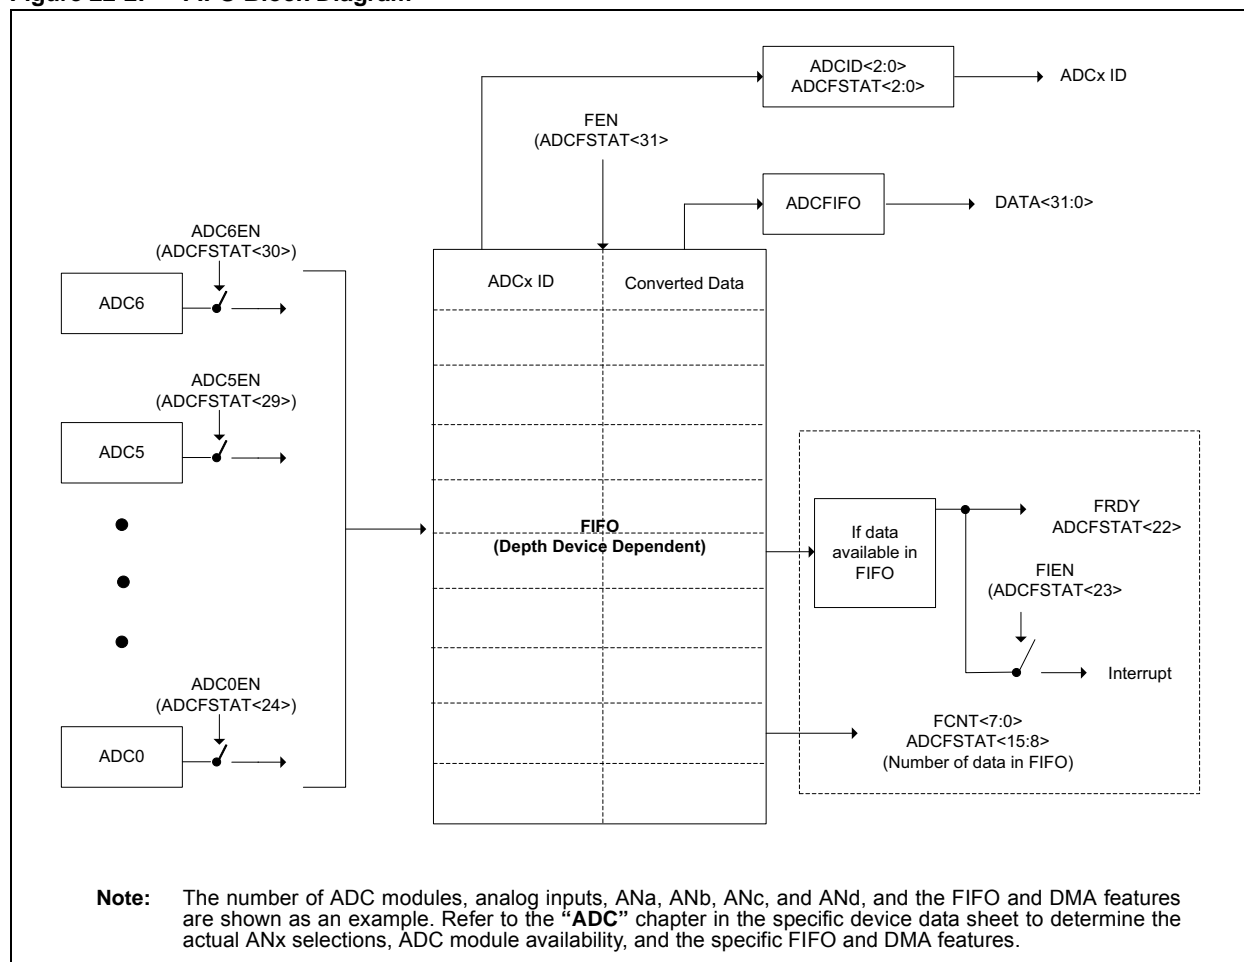 Figure 22-2: FIFO Block Diagram
ADCID<2:0>
ADCFSTAT<2:0>
ADCx ID
FEN
(ADCFSTAT<31>
ADCFIFO
DATA<31:0>
ADC6EN
(ADCFSTAT<30>)
ADC6
ADCx ID
Converted Data
ADC5EN
(ADCFSTAT<29>)
ADC5
FIFO
(Depth Device Dependent)
If data
available in
FIFO
FRDY
ADCFSTAT<22>
FIEN
(ADCFSTAT<23>
Interrupt
ADC0EN
(ADCFSTAT<24>)
ADC0
FCNT<7:0>
ADCFSTAT<15:8>
(Number of data in FIFO)
Note: The number of ADC modules, analog inputs, ANa, ANb, ANc, and ANd, and the FIFO and DMA features
are shown as an example. Refer to the “ADC” chapter in the specific device data sheet to determine the
actual ANx selections, ADC module availability, and the specific FIFO and DMA features.